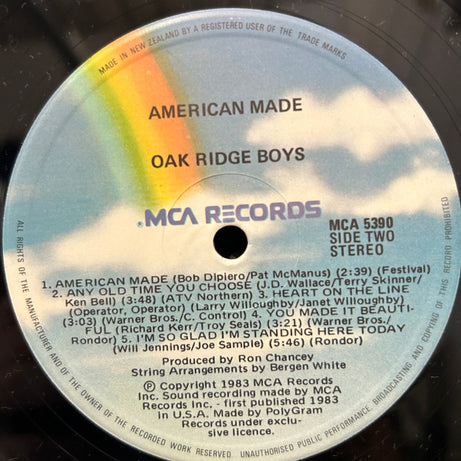 MADE IN NEW ZEALAND BY A REGISTERED USER OF THE TRADE MARKS
AMERICAN MADE
OAK RIDGE BOYS
®MCA RECORDS
MCA 5390
SIDE TWO
STEREO
1. AMERICAN MADE (Bob Dipiero/Pat McManus) (2:39) (Festival)
2. ANY OLD TIME YOU CHOOSE (J.D. Wallace/Terry Skinner/
Ken Bell) (3:48) (ATV Northern) 3. HEART ON THE LINE
(Operator, Operator) (Larry Willoughby/Janet Willoughby)
(3:03) (Warner Bros./C. Control) 4. YOU MADE IT BEAUTI-
FUL (Richard Kerr/Troy Seals) (3:21) (Warner Bros./
Rondor) 5. I'M SO GLAD I'M STANDING HERE TODAY
(Will Jennings/Joe Sample) (5:46) (Rondor)
Produced by Ron Chancey
String Arrangements by Bergen White
Ⓟ Copyright 1983 MCA Records
Inc. Sound recording made by MCA
Records Inc. - first published 1983
in U.S.A. Made by PolyGram
Records under exclu-
sive licence.
ALL RIGHTS OF THE MANUFACTURER AND OF THE OWNER OF THE RECORDED WORK RESERVED. UNAUTHORISED PUBLIC PERFORMANCE, BROADCASTING AND COPYING OF THIS RECORD PROHIBITED